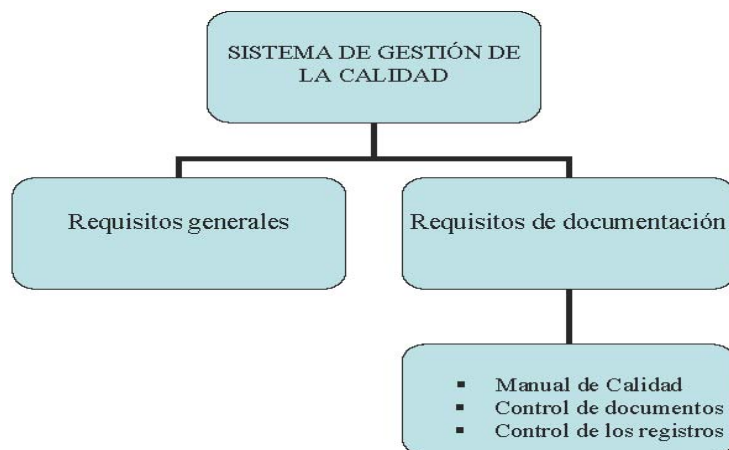 SISTEMA DE GESTIÓN DE
LA CALIDAD
Requisitos generales
Requisitos de documentación
▪ Manual de Calidad
▪ Control de documentos
▪ Control de los registros